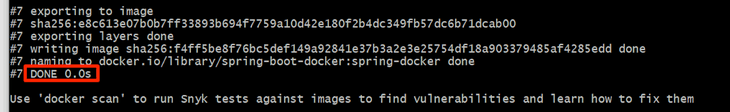 #7 exporting to image
#7 sha256:e8c613e07b0b7ff33893b694f7759a10d42e180f2b4dc349fb57dc6b71dcab00
#7 exporting layers done
#7 writing image sha256:f4ff5be8f76bc5def149a92841e37b3a2e3e25754df18a903379485af4285edd done
#7 naming to docker.io/library/spring-boot-docker:spring-docker done
#7 DONE 0.0s
Use 'docker scan' to run Snyk tests against images to find vulnerabilities and learn how to fix them